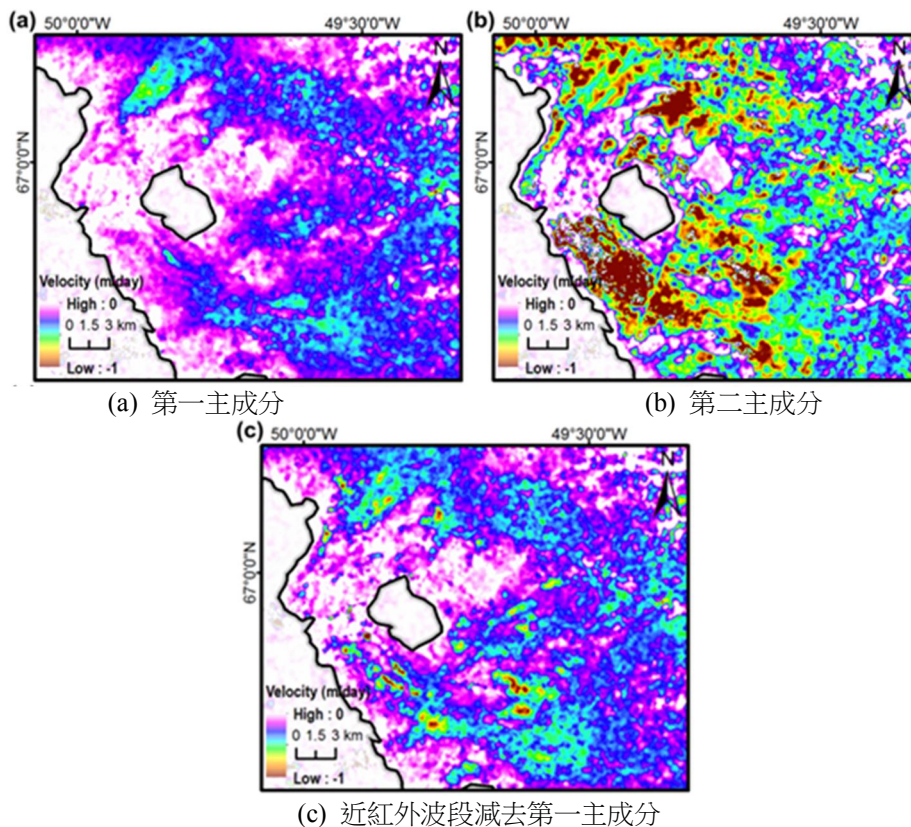 (a) 50°0'0"W 49°30'0"W
N
67°0'0"N
Velocity (m/day)
High : 0
0 1.5 3 km
Low : -1
(a) 第一主成分
(b) 50°0'0"W 49°30'0"W
N
67°0'0"N
Velocity (m/day)
High : 0
0 1.5 3 km
Low : -1
(b) 第二主成分
(c) 50°0'0"W 49°30'0"W
N
67°0'0"N
Velocity (m/day)
High : 0
0 1.5 3 km
Low : -1
(c) 近紅外波段減去第一主成分